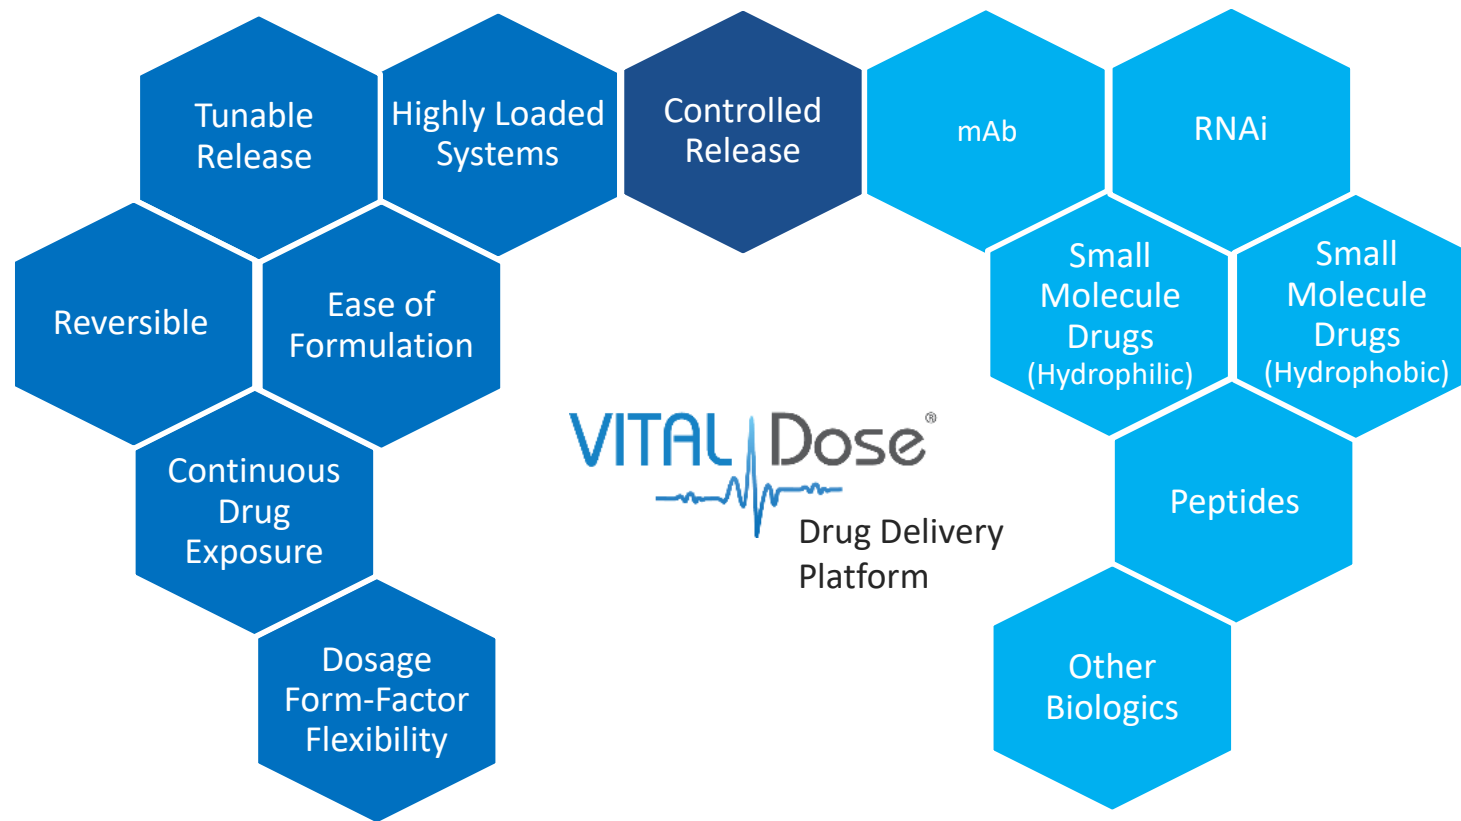 Tunable
Release
Highly Loaded
Systems
Controlled
Release
mAb
RNAi
Reversible
Ease of
Formulation
Small
Molecule
Drugs
(Hydrophilic)
Small
Molecule
Drugs
(Hydrophobic)
VITAL Dose®
Drug Delivery
Platform
Continuous
Drug
Exposure
Peptides
Dosage
Form-Factor
Flexibility
Other
Biologics